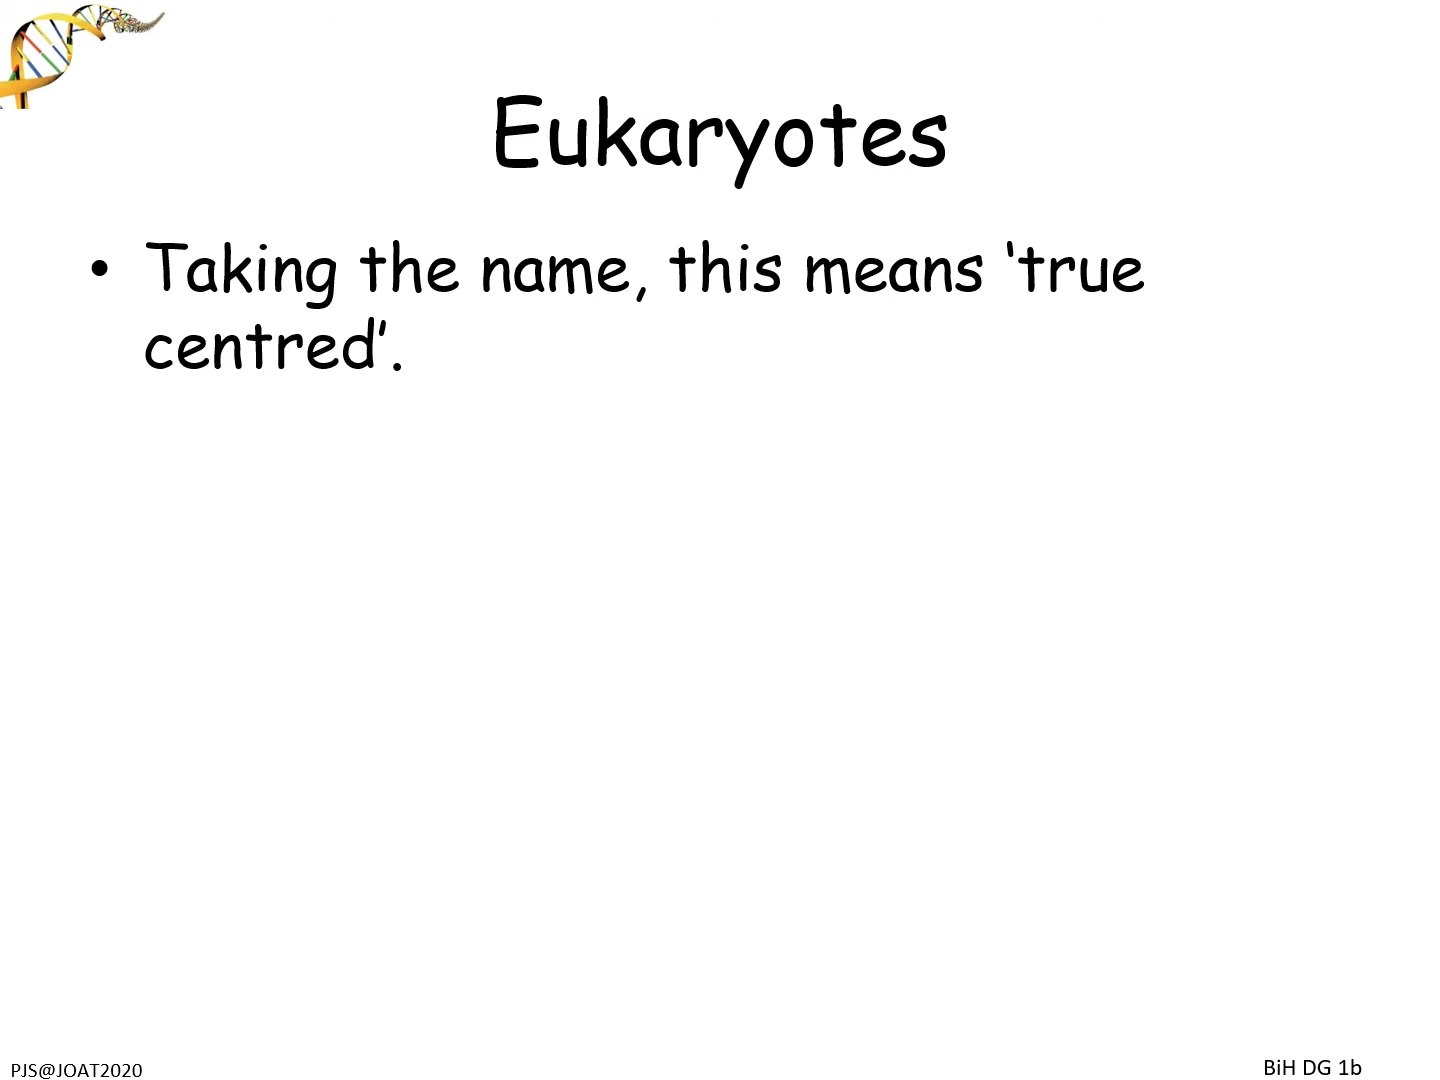 Eukaryotes
• Taking the name, this means ‘true
centred’.
PJS@JOAT2020
BiH DG 1b